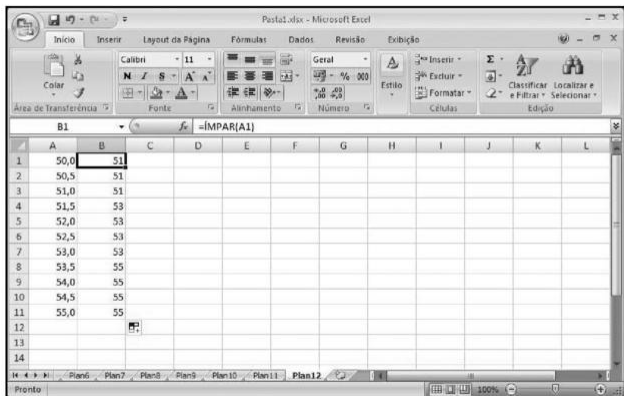 Pasta1.xlsx - Microsoft Excel
Início Inserir Layout da Página Fórmulas Dados Revisão Exibição
Colar
Calibri 11
N I S A A
Geral
% 000
Estilo
Inserir
Excluir
Formatar
Σ
Classificar e Filtrar
Localizar e Selecionar
Área de Transferência Fonte Alinhamento Número Células Edição
B1 fx =ÍMPAR(A1)
A B C D E F G H I J K L
1 50,0 51
2 50,5 51
3 51,0 51
4 51,5 53
5 52,0 53
6 52,5 53
7 53,0 53
8 53,5 55
9 54,0 55
10 54,5 55
11 55,0 55
12
13
14
Plan6 Plan7 Plan8 Plan9 Plan10 Plan11 Plan12
Pronto 100%